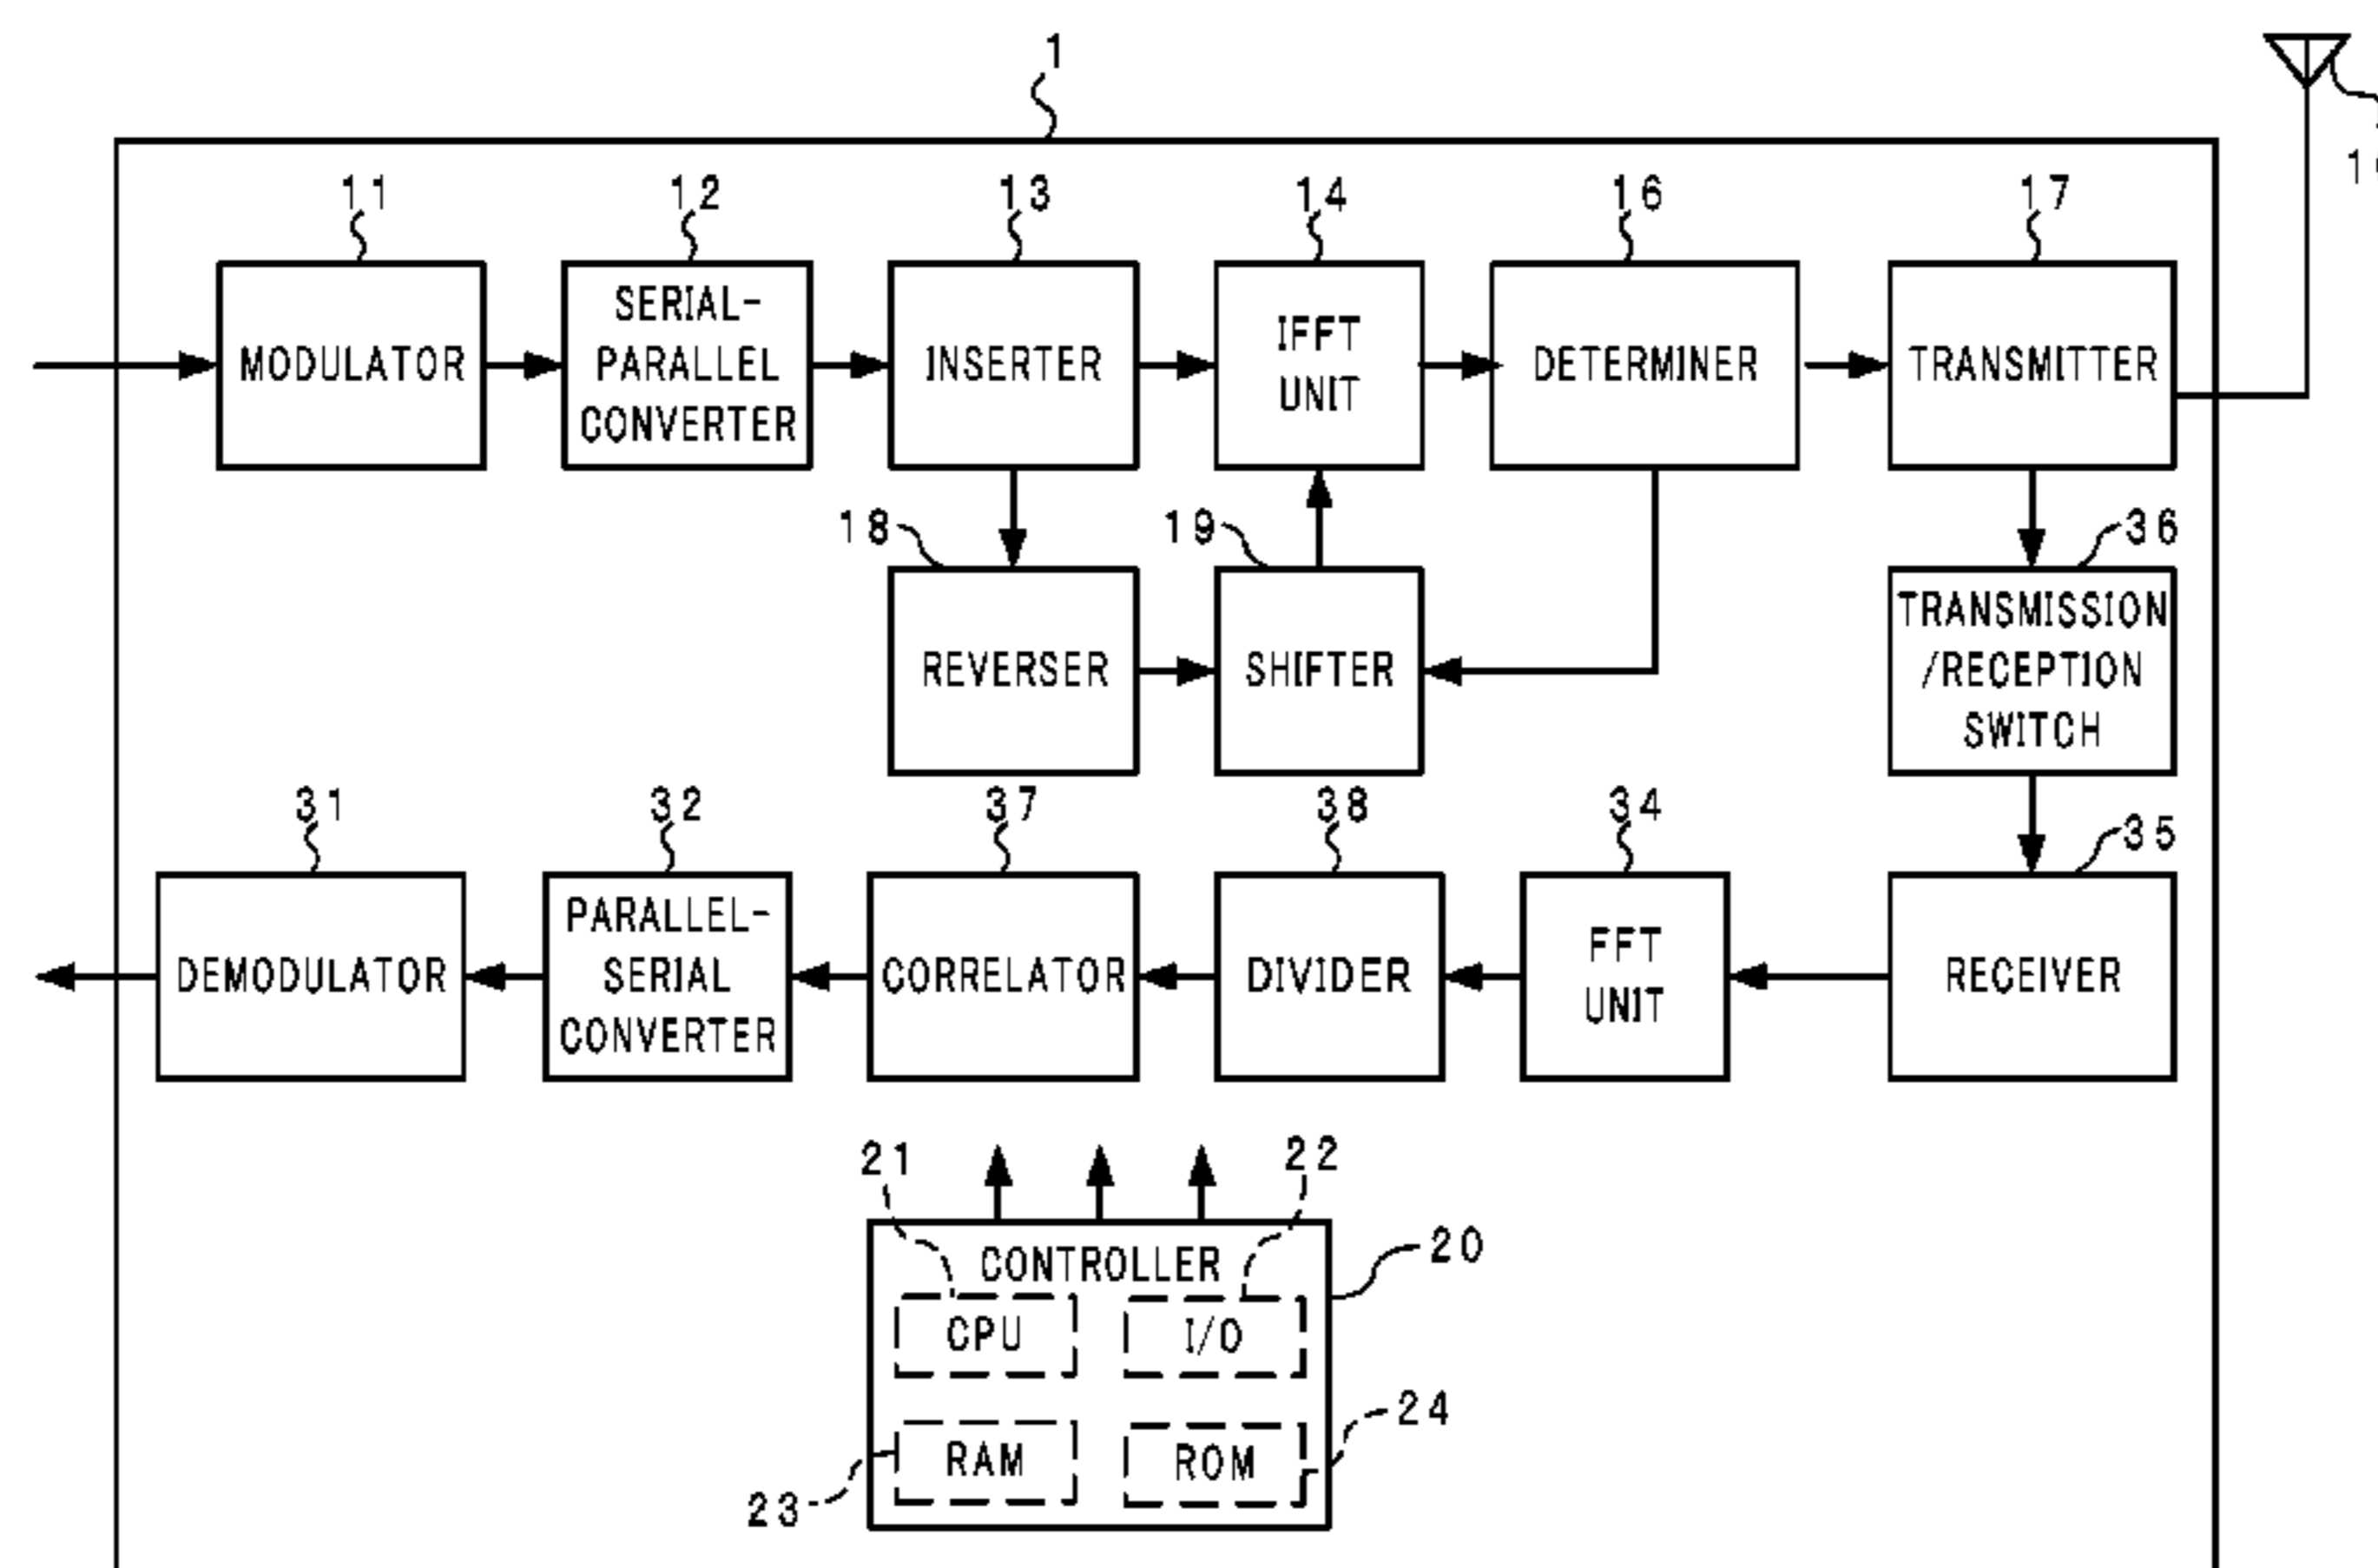 1
11
12
13
14
16
17
MODULATOR
SERIAL-
PARALLEL
CONVERTER
INSERTER
IFFT
UNIT
DETERMINER
TRANSMITTER
18
19
36
REVERSER
SHIFTER
TRANSMISSION
/RECEPTION
SWITCH
31
32
37
38
34
35
DEMODULATOR
PARALLEL-
SERIAL
CONVERTER
CORRELATOR
DIVIDER
FFT
UNIT
RECEIVER
21
22
CONTROLLER
20
CPU
I/O
24
RAM
ROM
23